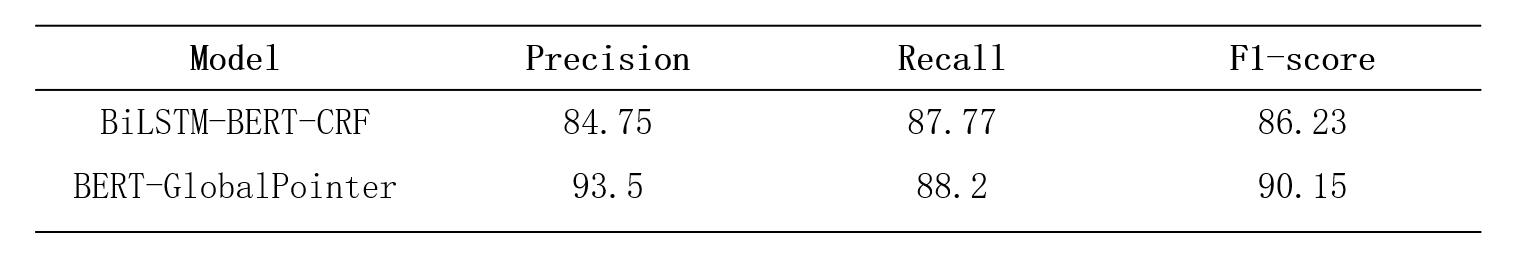 Model Precision Recall F1-score
BiLSTM-BERT-CRF 84.75 87.77 86.23
BERT-GlobalPointer 93.5 88.2 90.15